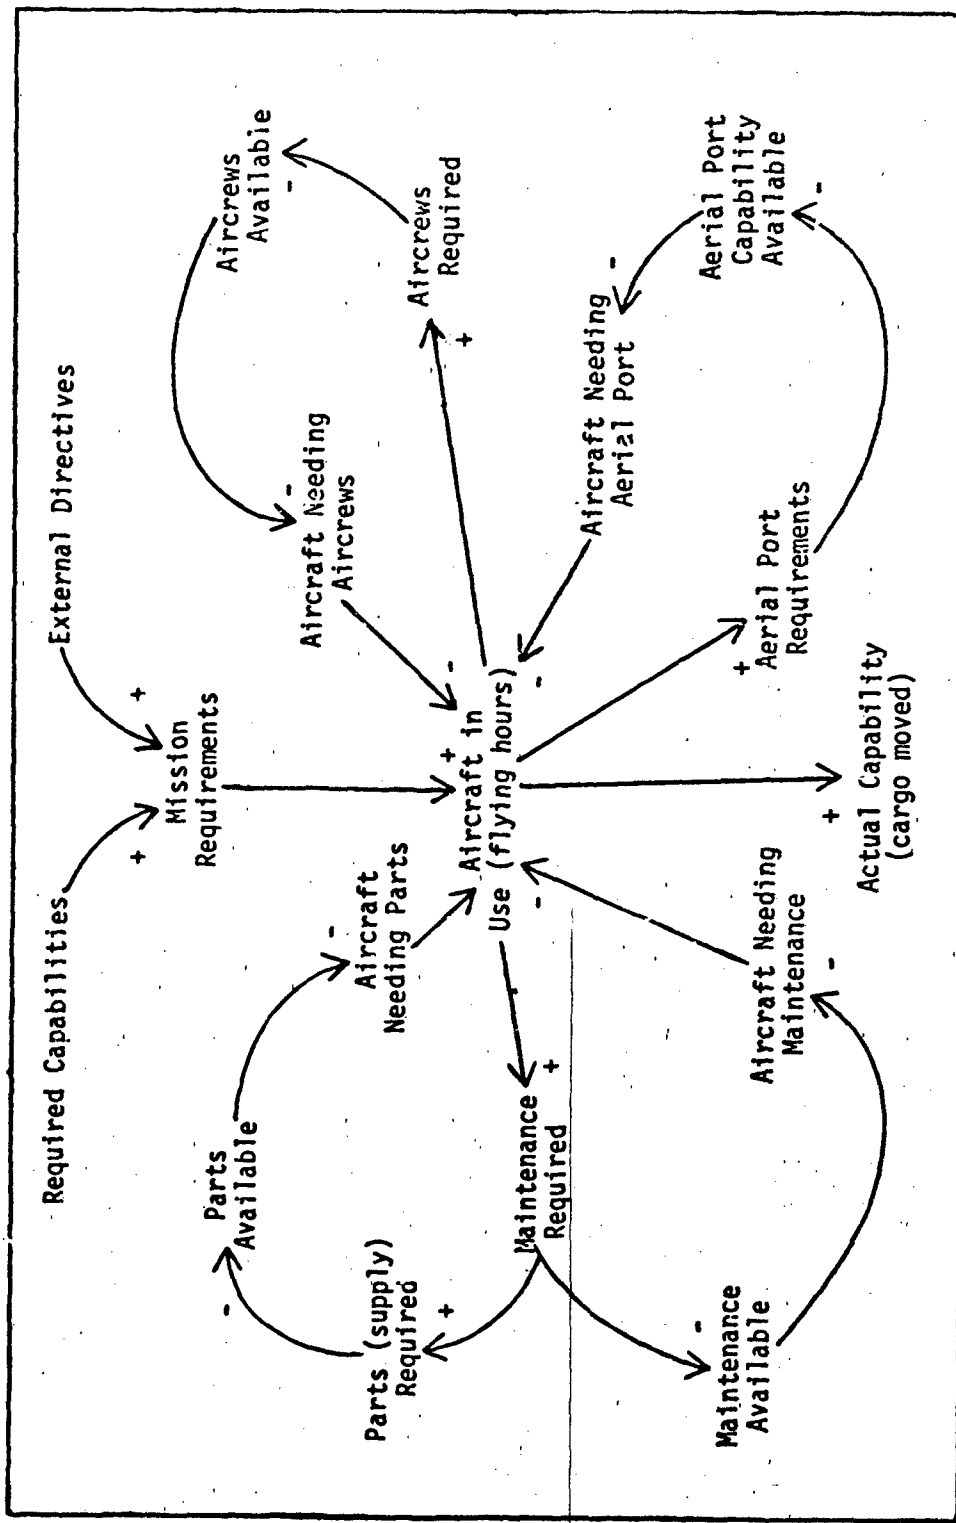 Required Capabilities
External Directives
+
+
Mission
Requirements
Parts
Available
-
Aircrews
Available
-
Parts (supply)
Required
+
Aircraft
Needing Parts
-
Aircraft Needing
Aircrews
-
Aircrews
Required
+
Aircraft in
Use (flying hours)
+
-
-
-
Maintenance
Required
+
Aircraft Needing
Aerial Port
-
Maintenance
Available
-
Aircraft Needing
Maintenance
-
Aerial Port
Requirements
+
Aerial Port
Capability
Available
-
Actual Capability
(cargo moved)
+